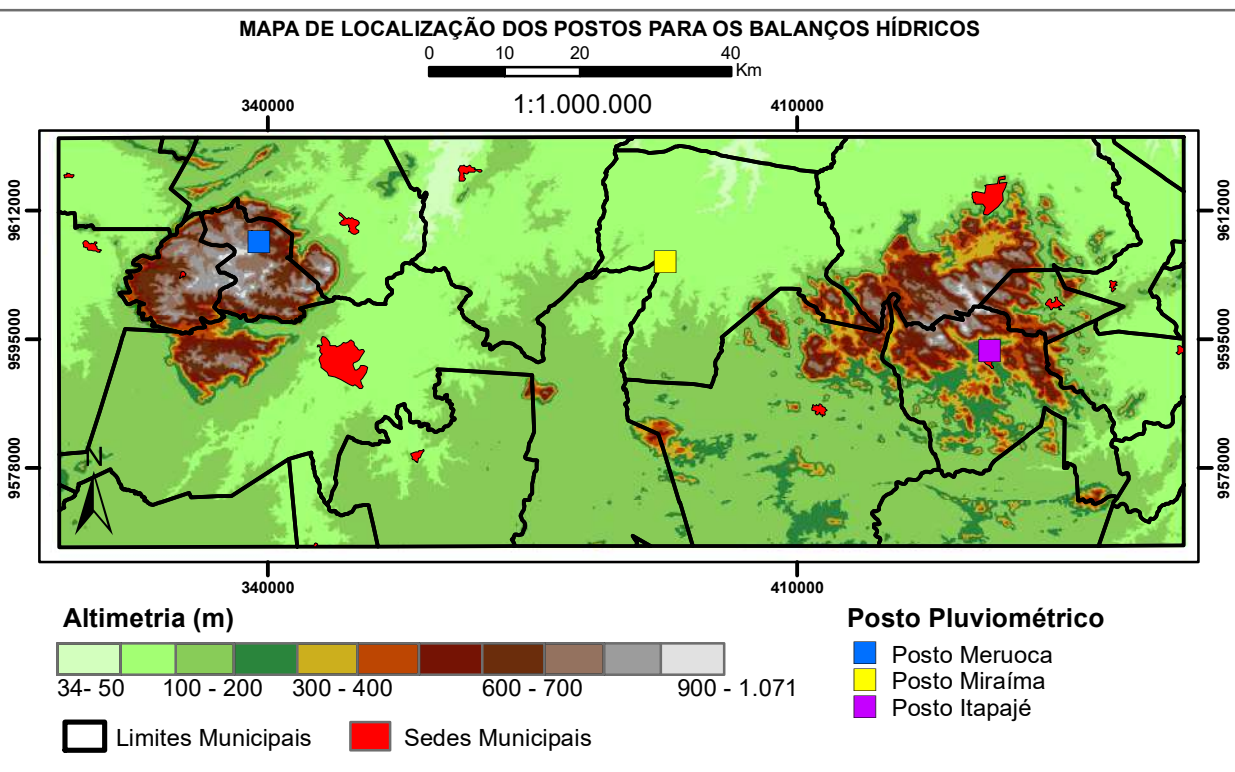 MAPA DE LOCALIZAÇÃO DOS POSTOS PARA OS BALANÇOS HÍDRICOS
0 10 20 40
Km
1:1.000.000
340000 410000
9612000 9612000
9595000 9595000
9578000 9578000
N
340000 410000
Altimetria (m)
34- 50 100 - 200 300 - 400 600 - 700 900 - 1.071
Limites Municipais Sedes Municipais
Posto Pluviométrico
Posto Meruoca
Posto Miraíma
Posto Itapajé